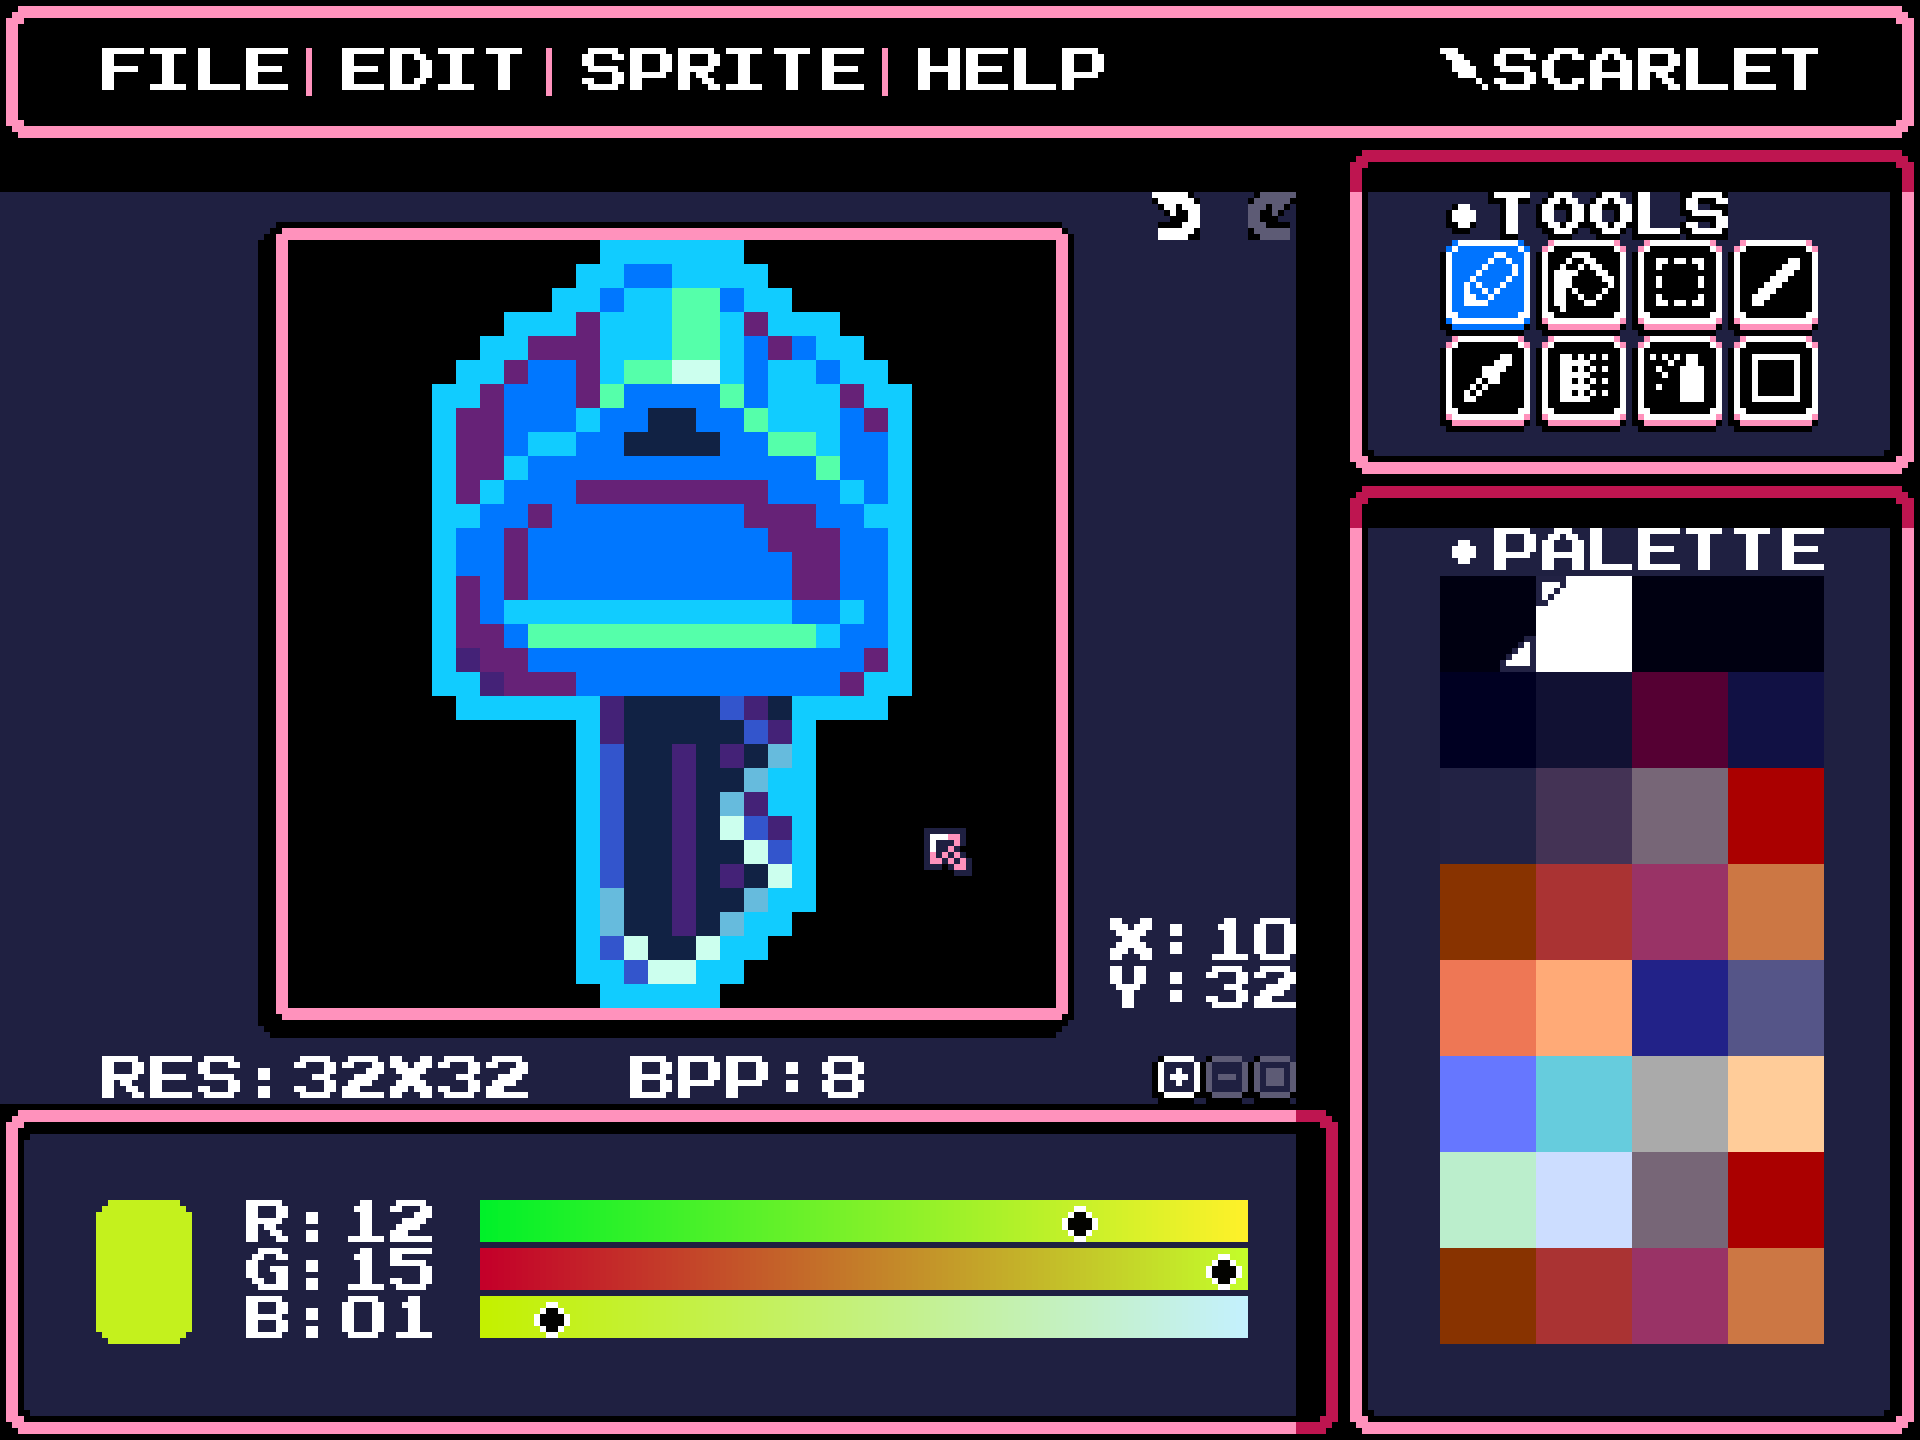 FILE|EDIT|SPRITE|HELP
SCARLET
•TOOLS
•PALETTE
X:10
Y:32
RES:32X32 BPP:8
R:12
G:15
B:01